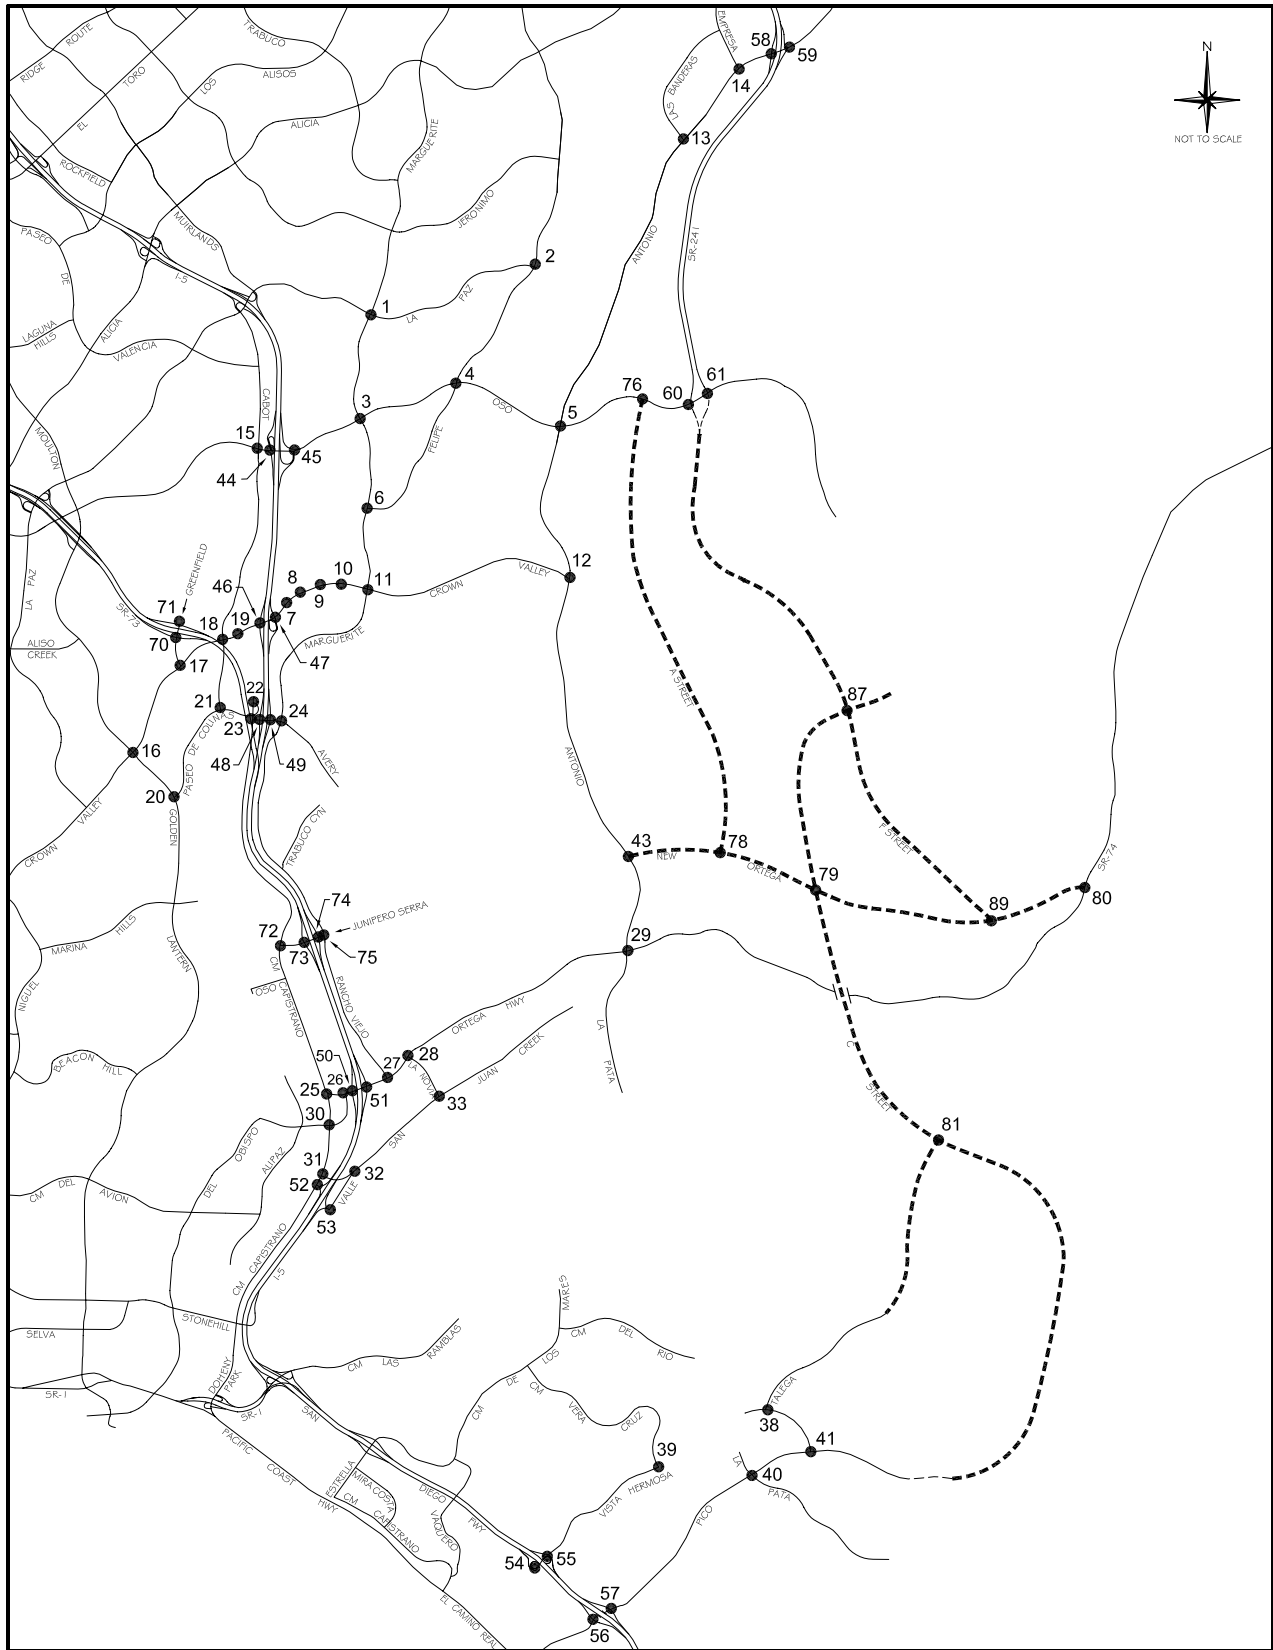 TRABUCO
EMPRESA
58
59
RIDGE ROUTE
14
N
EL TORO
LOS ALISOS
LAS BANDERAS
ALICIA
13
NOT TO SCALE
MARGUERITE
ROCKFIELD
JERONIMO
MUIRLANDS
PASEO DE VALENCIA
ANTONIO
SR-241
2
I-5
1
LA PAZ
LAGUNA
HILLS
ALICIA
4
61
76
60
CABOT
3
OSO
5
MOULTON
15
45
FELIPE
44
6
GREENFIELD
12
CROWN VALLEY
LA PAZ
8
10
11
9
46
7
SR-73
71
18
19
MARGUERITE
ALISO
CREEK
70
17
47
A STREET
22
87
21
23
24
PASEO DE COLINAS
48
49
AVERY
16
ANTONIO
20
CROWN VALLEY
GOLDEN LANTERN
TRABUCO CYN
F STREET
43
78
NEW ORTEGA
79
SR-74
80
89
74
JUNIPERO SERRA
72
73
75
29
MARINA HILLS
CM CAPISTRANO
OSO
RANCHO VIEJO
NIGUEL
ORTEGA HWY
LA PATA
JUAN CREEK
C STREET
BEACON HILL
50
27
28
LA NOVIA
25
26
51
33
30
81
DEL OBISPO
ALIPAZ
SAN
31
32
52
VALLE
CM DEL AVION
53
CM CAPISTRANO
I-5
MARES
STONEHILL
SELVA
CM LAS RAMBLAS
CM DEL RIO
CM DE LOS
DOHENY
PARK
SR-1
SR-1
SAN DIEGO FWY
CM VERA CRUZ
TALEGA
38
PACIFIC COAST HWY
41
39
LA PATA
40
ESTRELLA
MIRA COSTA
VISTA HERMOSA
CM CAPISTRANO
VAQUERO
PICO
54
55
57
EL CAMINO REAL
56